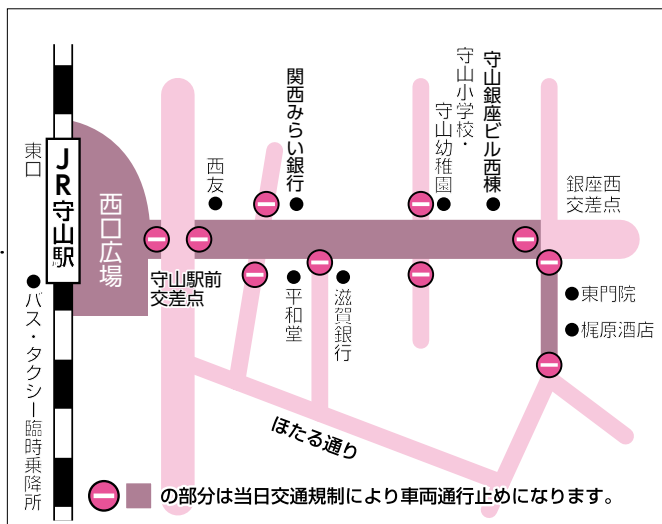 東口
JR守山駅
西口広場
バス・タクシー臨時乗降所
守山駅前
交差点
西友
関西みらい銀行
守山小学校・
守山幼稚園
守山銀座ビル西棟
銀座西
交差点
平和堂
滋賀銀行
東門院
梶原酒店
ほたる通り
の部分は当日交通規制により車両通行止めになります。